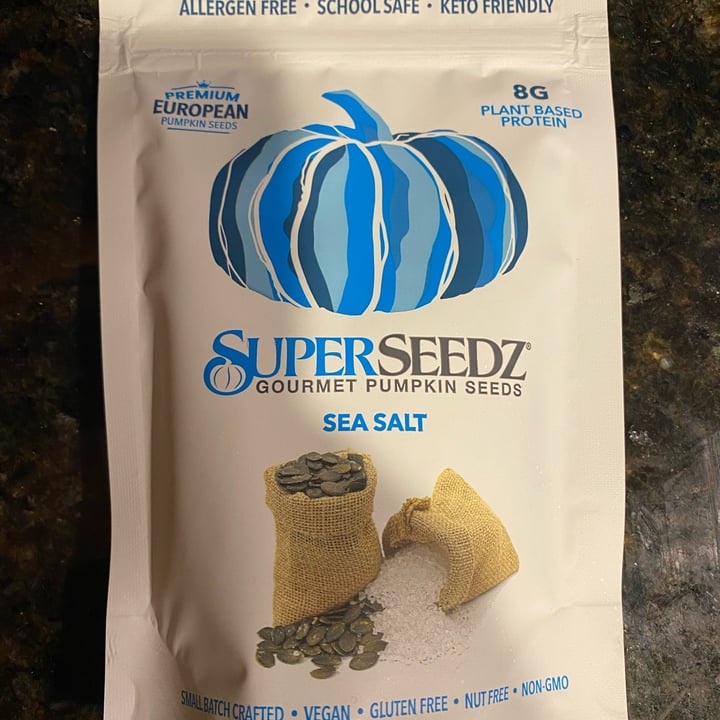 ALLERGEN FREE • SCHOOL SAFE • KETO FRIENDLY
PREMIUM
EUROPEAN
PUMPKIN SEEDS
8G
PLANT BASED
PROTEIN
SUPERSEEDZ®
GOURMET PUMPKIN SEEDS
SEA SALT
SMALL BATCH CRAFTED • VEGAN • GLUTEN FREE • NUT FREE • NON-GMO